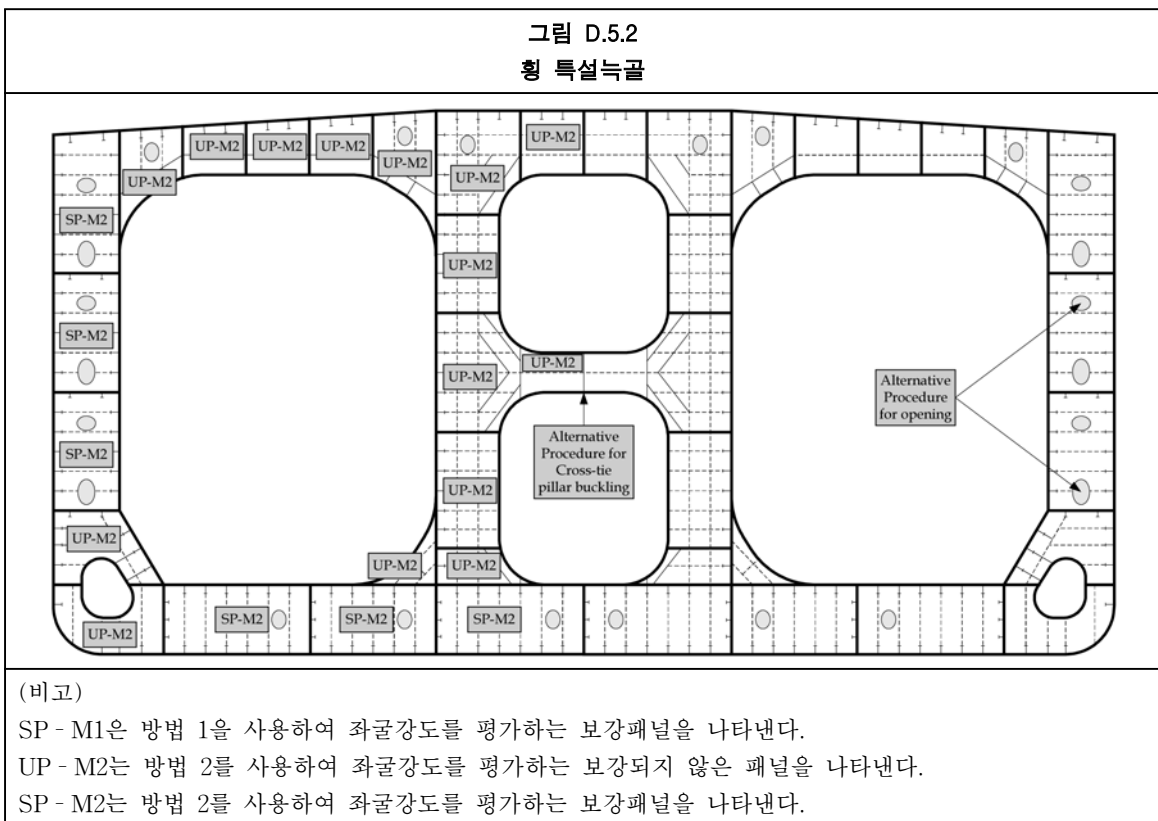 그림 D.5.2
횡 특설늑골
UP-M2 UP-M2 UP-M2 UP-M2
UP-M2
UP-M2 UP-M2
SP-M2
UP-M2
SP-M2
UP-M2 UP-M2
Alternative
Procedure
for opening
Alternative
Procedure for
Cross-tie
pillar buckling
SP-M2
UP-M2
UP-M2
UP-M2 UP-M2
SP-M2 SP-M2 SP-M2
UP-M2
(비고)
SP - M1은 방법 1을 사용하여 좌굴강도를 평가하는 보강패널을 나타낸다.
UP - M2는 방법 2를 사용하여 좌굴강도를 평가하는 보강되지 않은 패널을 나타낸다.
SP - M2는 방법 2를 사용하여 좌굴강도를 평가하는 보강패널을 나타낸다.